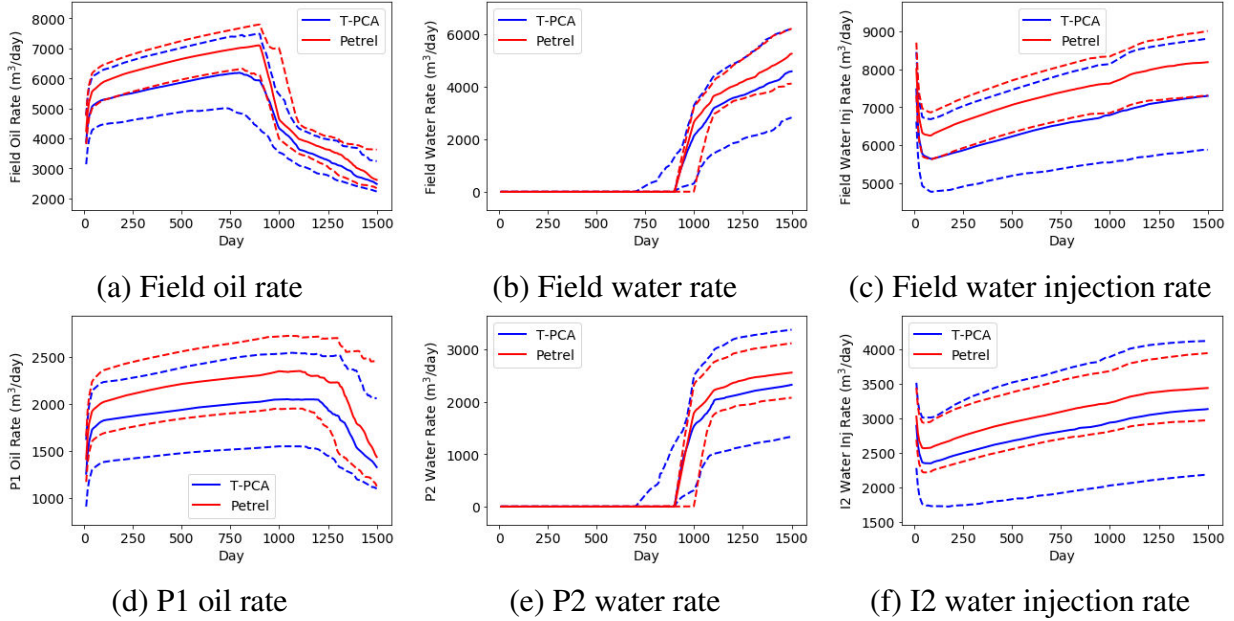 8000
7000
6000
5000
4000
3000
2000
Field Oil Rate (m³/day)
T-PCA
Petrel
0 250 500 750 1000 1250 1500
Day
(a) Field oil rate
6000
4000
2000
0
Field Water Rate (m³/day)
T-PCA
Petrel
0 250 500 750 1000 1250 1500
Day
(b) Field water rate
9000
8000
7000
6000
5000
Field Water Inj Rate (m³/day)
T-PCA
Petrel
0 250 500 750 1000 1250 1500
Day
(c) Field water injection rate
2500
2000
1500
1000
P1 Oil Rate (m³/day)
T-PCA
Petrel
0 250 500 750 1000 1250 1500
Day
(d) P1 oil rate
3000
2000
1000
0
P2 Water Rate (m³/day)
T-PCA
Petrel
0 250 500 750 1000 1250 1500
Day
(e) P2 water rate
4000
3500
3000
2500
2000
1500
I2 Water Inj Rate (m³/day)
T-PCA
Petrel
0 250 500 750 1000 1250 1500
Day
(f) I2 water injection rate